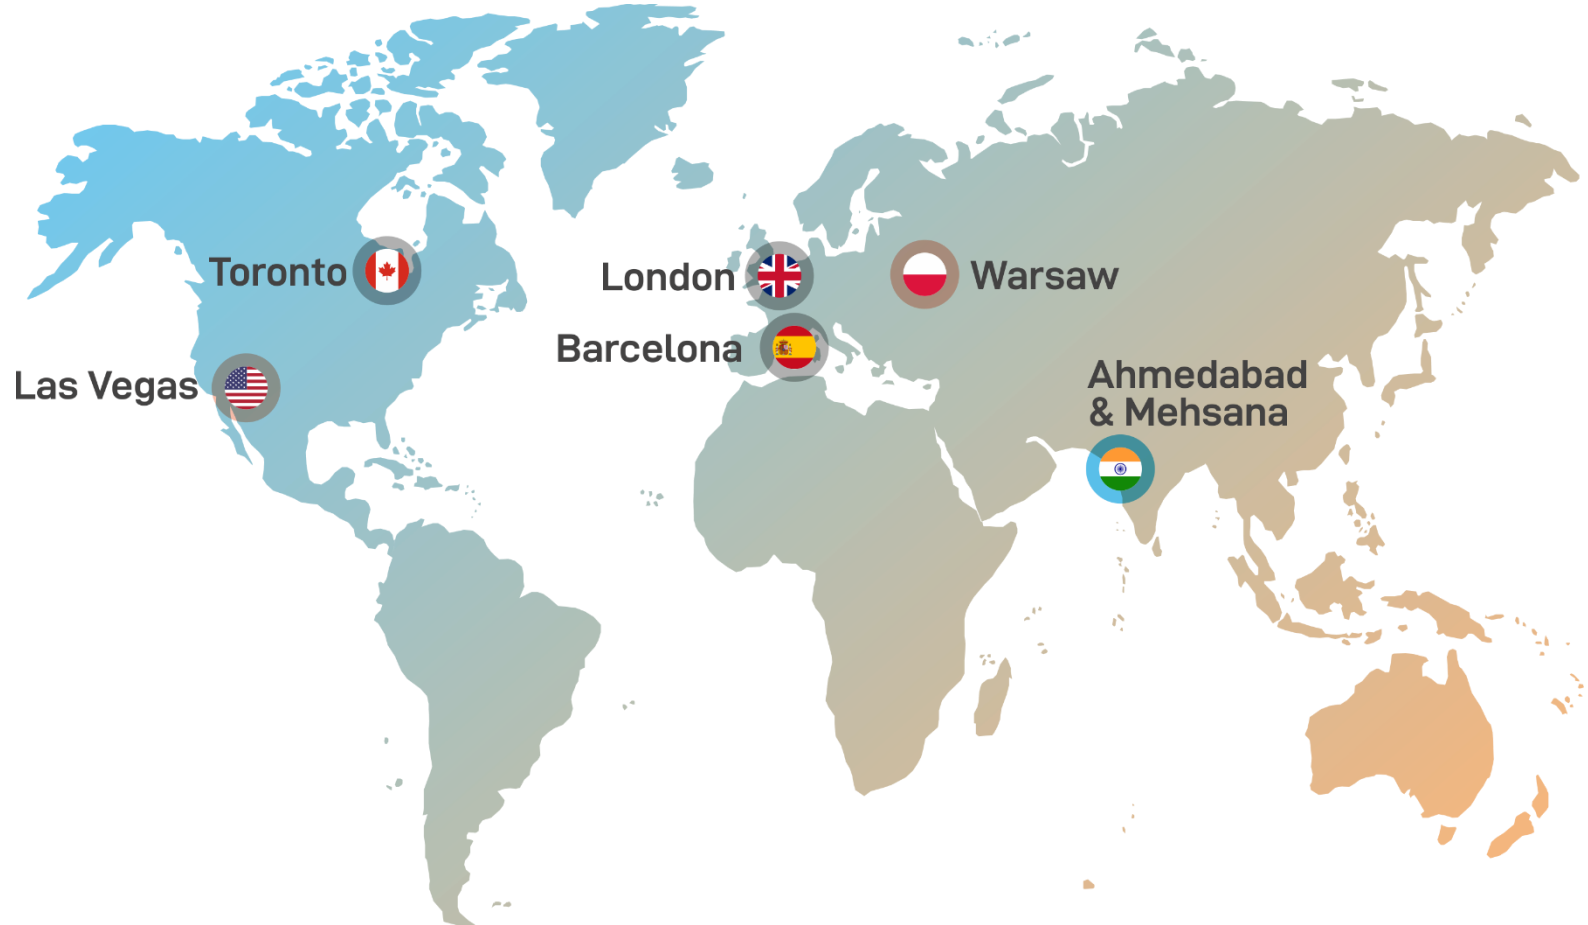 Toronto
London
Warsaw
Barcelona
Las Vegas
Ahmedabad
& Mehsana